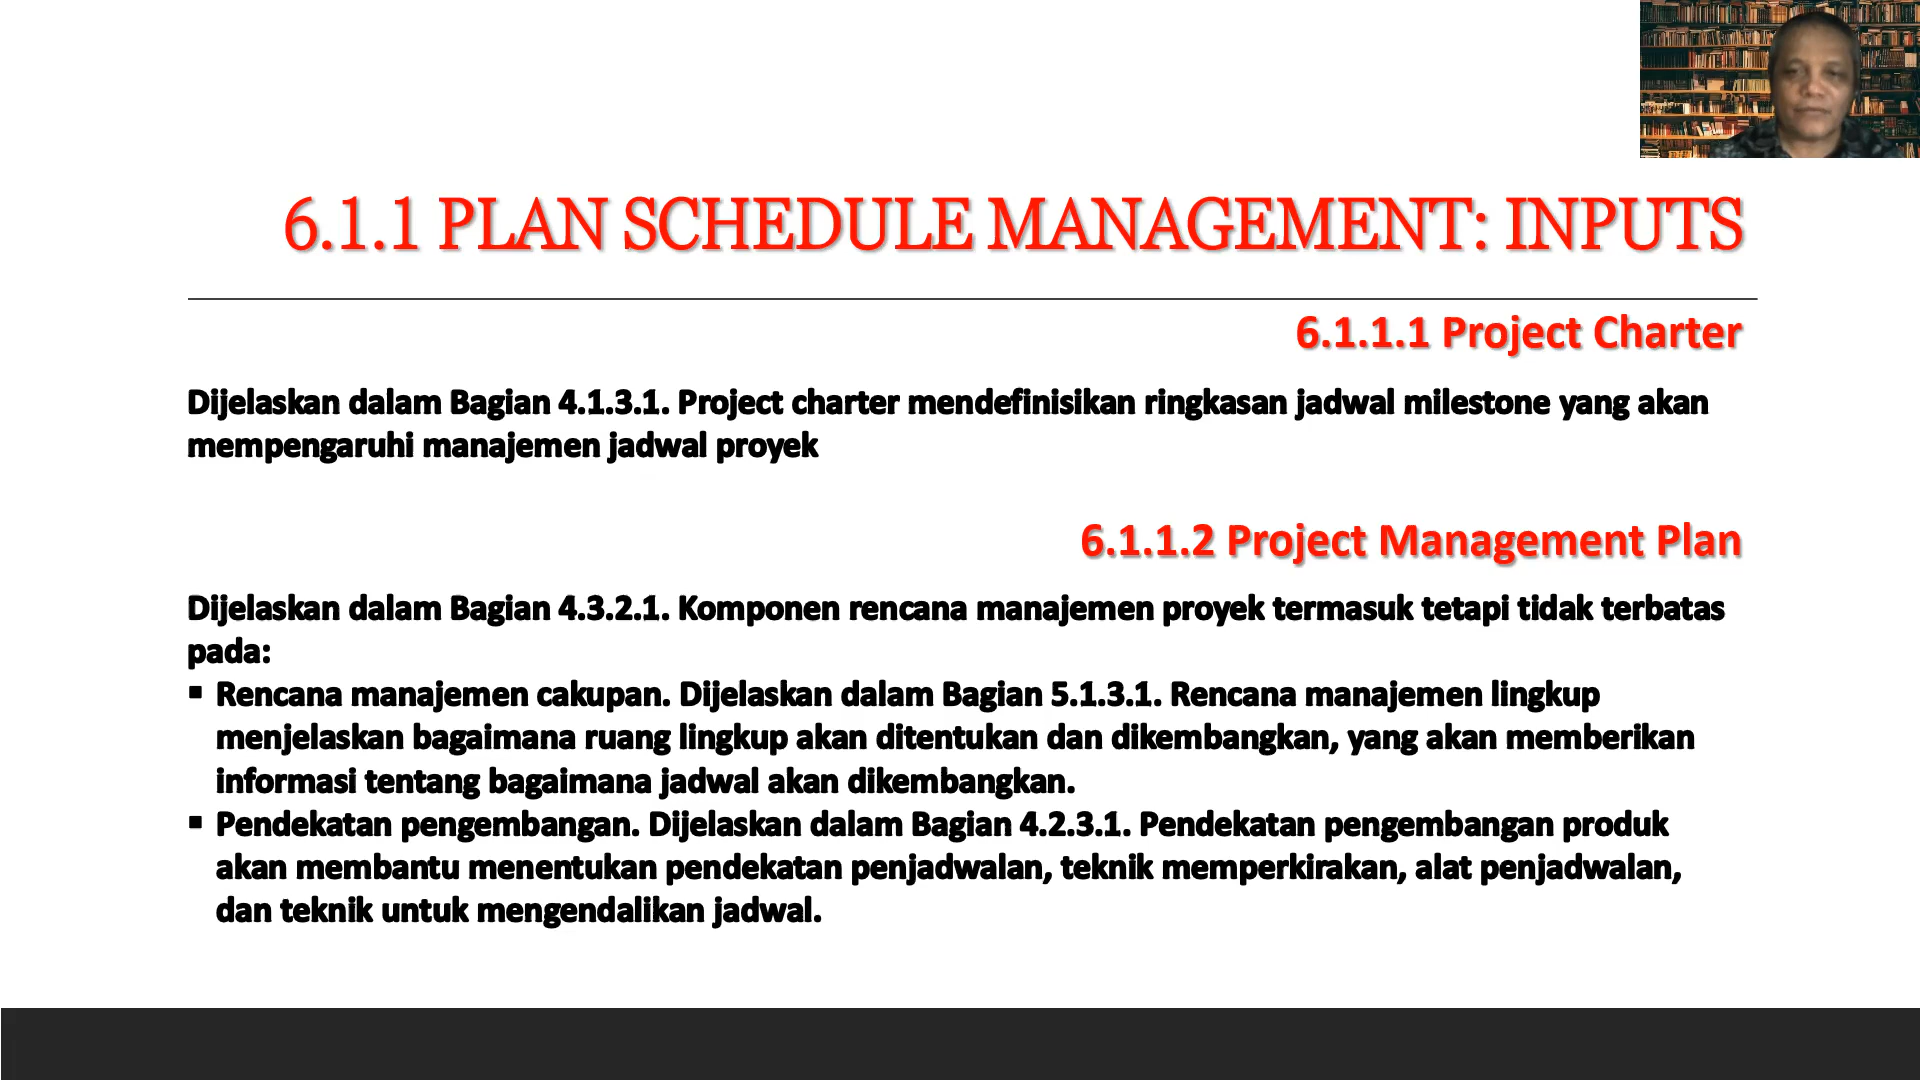 6.1.1 PLAN SCHEDULE MANAGEMENT: INPUTS
6.1.1.1 Project Charter
Dijelaskan dalam Bagian 4.1.3.1. Project charter mendefinisikan ringkasan jadwal milestone yang akan
mempengaruhi manajemen jadwal proyek
6.1.1.2 Project Management Plan
Dijelaskan dalam Bagian 4.3.2.1. Komponen rencana manajemen proyek termasuk tetapi tidak terbatas
pada:
▪ Rencana manajemen cakupan. Dijelaskan dalam Bagian 5.1.3.1. Rencana manajemen lingkup
menjelaskan bagaimana ruang lingkup akan ditentukan dan dikembangkan, yang akan memberikan
informasi tentang bagaimana jadwal akan dikembangkan.
▪ Pendekatan pengembangan. Dijelaskan dalam Bagian 4.2.3.1. Pendekatan pengembangan produk
akan membantu menentukan pendekatan penjadwalan, teknik memperkirakan, alat penjadwalan,
dan teknik untuk mengendalikan jadwal.